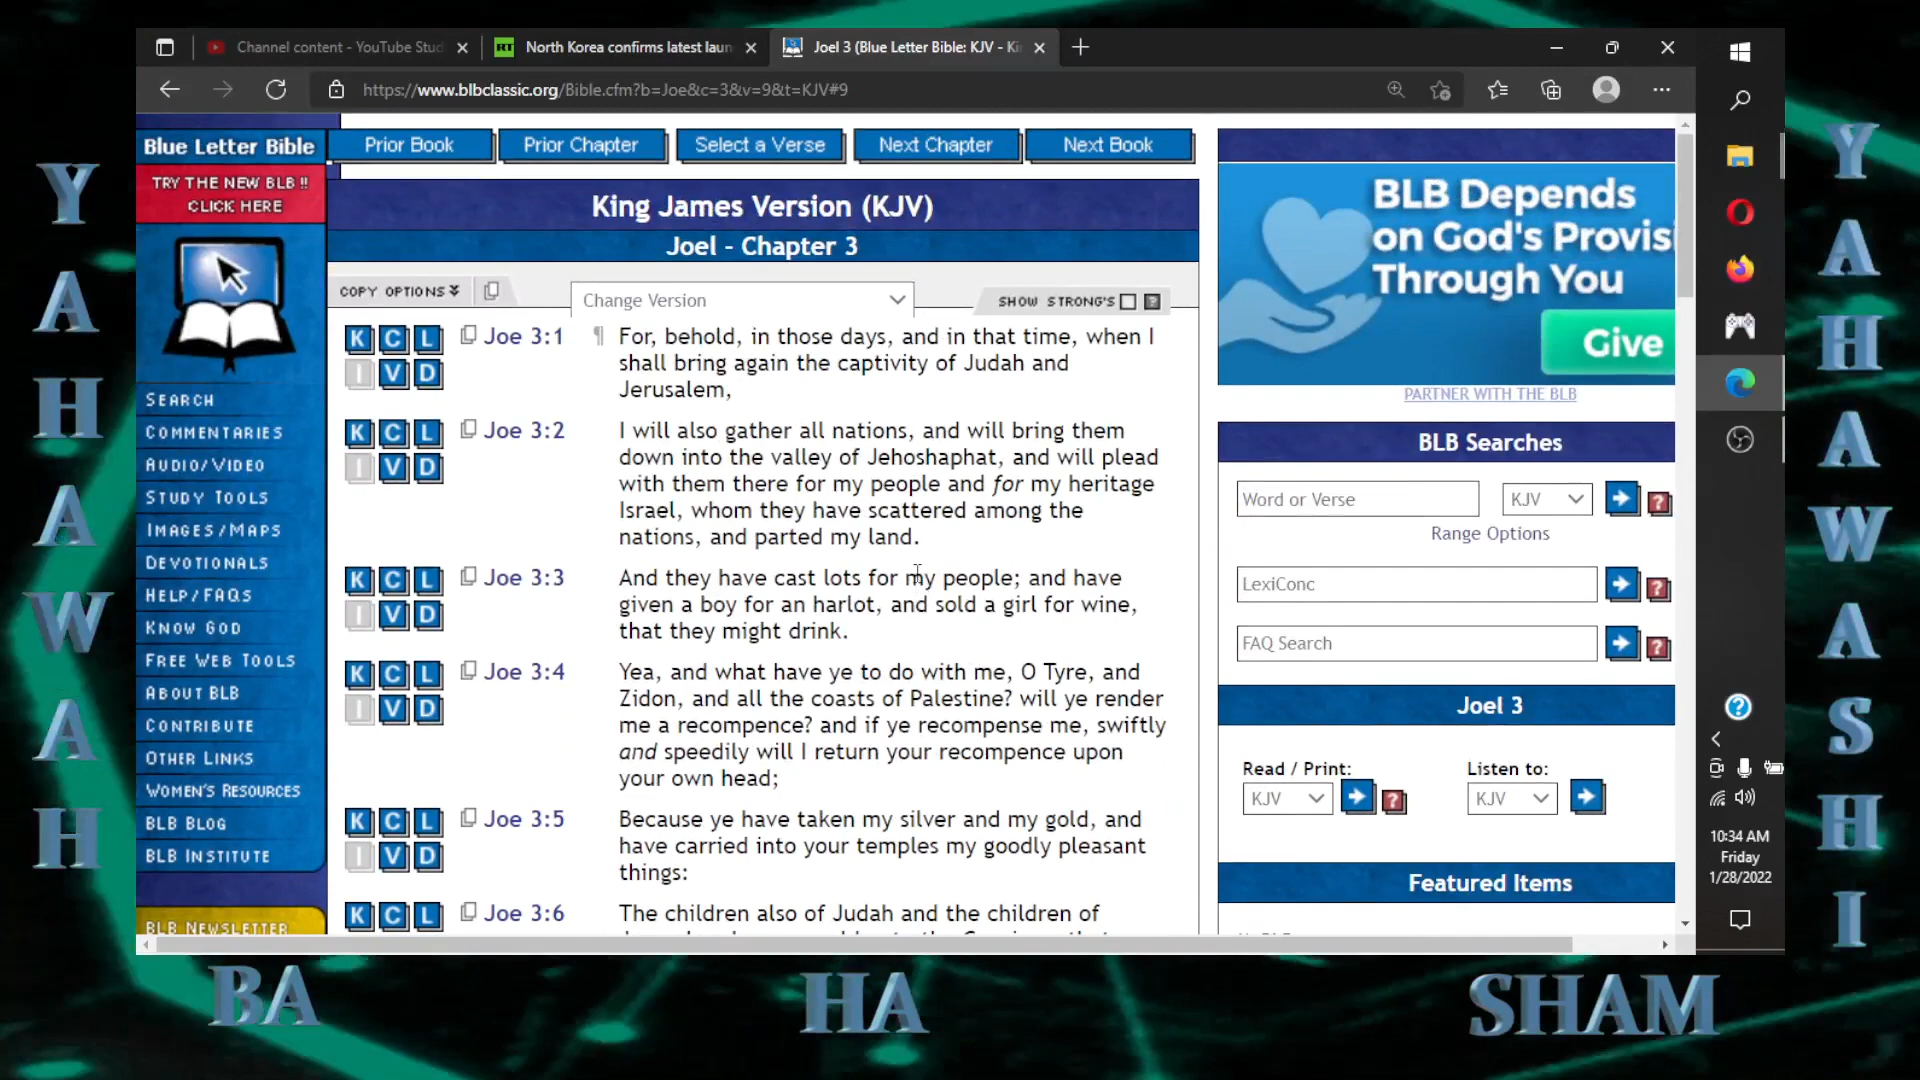 Channel content - YouTube Stud
North Korea confirms latest laun
Joel 3 (Blue Letter Bible: KJV - Ki
https://www.blbclassic.org/Bible.cfm?b=Joe&c=3&v=9&t=KJV#9
Blue Letter Bible
TRY THE NEW BLB !!
CLICK HERE
Prior Book
Prior Chapter
Select a Verse
Next Chapter
Next Book
King James Version (KJV)
Joel - Chapter 3
COPY OPTIONS
Change Version
SHOW STRONG'S
K C L
I V D
Joe 3:1
¶ For, behold, in those days, and in that time, when I
shall bring again the captivity of Judah and
Jerusalem,
K C L
I V D
Joe 3:2
I will also gather all nations, and will bring them
down into the valley of Jehoshaphat, and will plead
with them there for my people and for my heritage
Israel, whom they have scattered among the
nations, and parted my land.
K C L
I V D
Joe 3:3
And they have cast lots for my people; and have
given a boy for an harlot, and sold a girl for wine,
that they might drink.
K C L
I V D
Joe 3:4
Yea, and what have ye to do with me, O Tyre, and
Zidon, and all the coasts of Palestine? will ye render
me a recompence? and if ye recompense me, swiftly
and speedily will I return your recompence upon
your own head;
K C L
I V D
Joe 3:5
Because ye have taken my silver and my gold, and
have carried into your temples my goodly pleasant
things:
K C L
Joe 3:6
The children also of Judah and the children of
SEARCH
COMMENTARIES
AUDIO/VIDEO
STUDY TOOLS
IMAGES/MAPS
DEVOTIONALS
HELP/FAQS
KNOW GOD
FREE WEB TOOLS
ABOUT BLB
CONTRIBUTE
OTHER LINKS
WOMEN'S RESOURCES
BLB BLOG
BLB INSTITUTE
BLB NEWSLETTER
BLB Depends
on God's Provisi
Through You
Give
PARTNER WITH THE BLB
BLB Searches
Word or Verse
KJV
Range Options
LexiConc
FAQ Search
Joel 3
Read / Print:
KJV
Listen to:
KJV
Featured Items
10:34 AM
Friday
1/28/2022
YAHAWAH
BA
HA
SHAM
YAHAWASHI